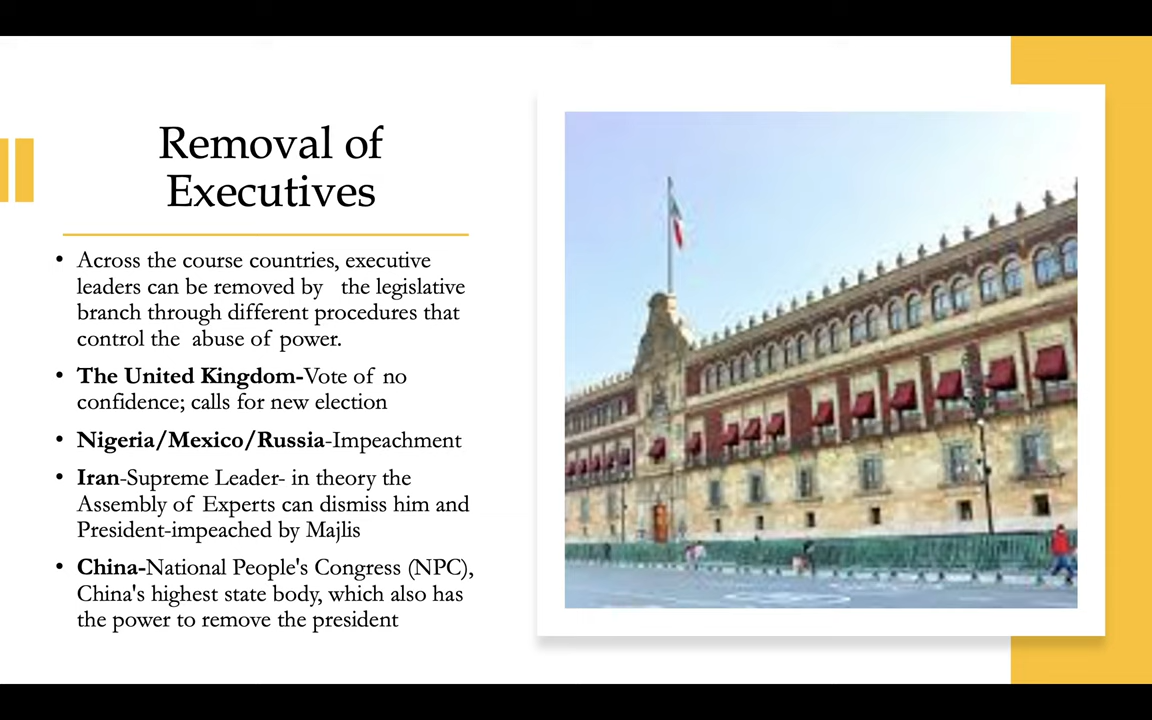 Removal of
Executives
• Across the course countries, executive
leaders can be removed by the legislative
branch through different procedures that
control the abuse of power.
• The United Kingdom-Vote of no
confidence; calls for new election
• Nigeria/Mexico/Russia-Impeachment
• Iran-Supreme Leader- in theory the
Assembly of Experts can dismiss him and
President-impeached by Majlis
• China-National People's Congress (NPC),
China's highest state body, which also has
the power to remove the president